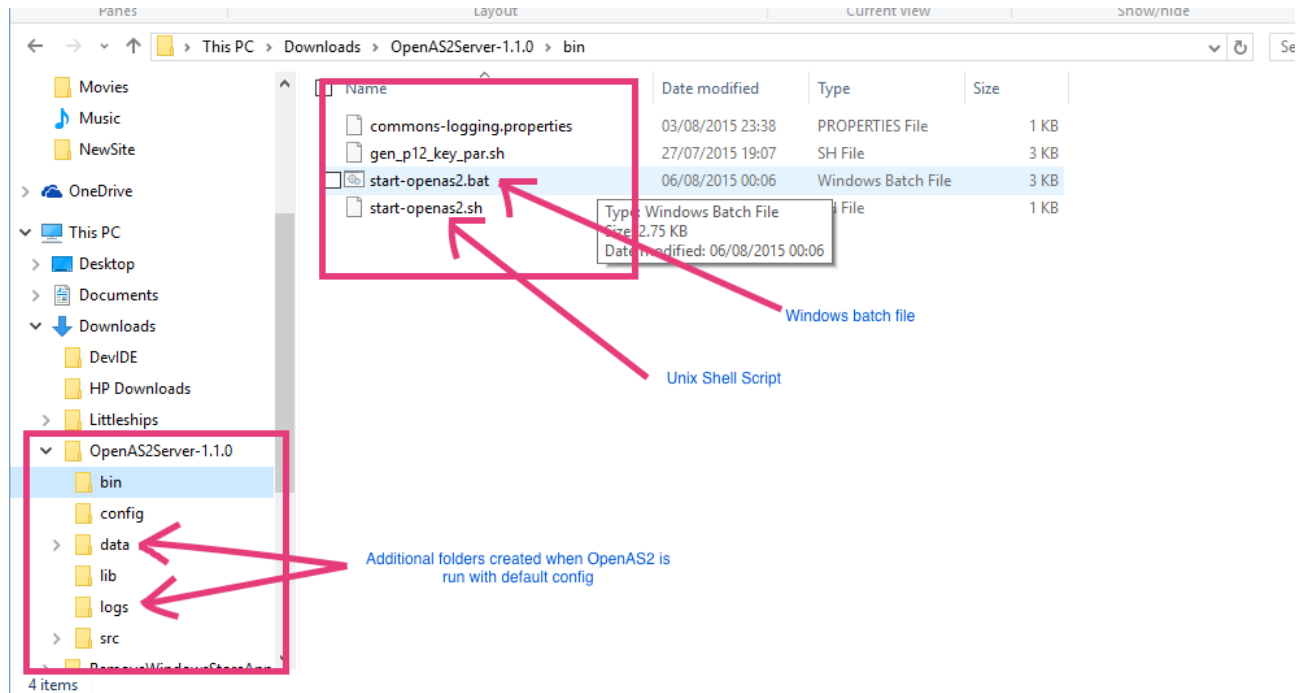 Panes Layout Current view Show/hide
This PC > Downloads > OpenAS2Server-1.1.0 > bin
Se
Name Date modified Type Size
commons-logging.properties 03/08/2015 23:38 PROPERTIES File 1 KB
gen_p12_key_par.sh 27/07/2015 19:07 SH File 3 KB
start-openas2.bat 06/08/2015 00:06 Windows Batch File 3 KB
start-openas2.sh File 1 KB
Type: Windows Batch File
Size: 2.75 KB
Date modified: 06/08/2015 00:06
Windows batch file
Unix Shell Script
Additional folders created when OpenAS2 is
run with default config
Movies
Music
NewSite
OneDrive
This PC
Desktop
Documents
Downloads
DevIDE
HP Downloads
Littleships
OpenAS2Server-1.1.0
bin
config
data
lib
logs
src
RemoveWindowsStoreApp
4 items